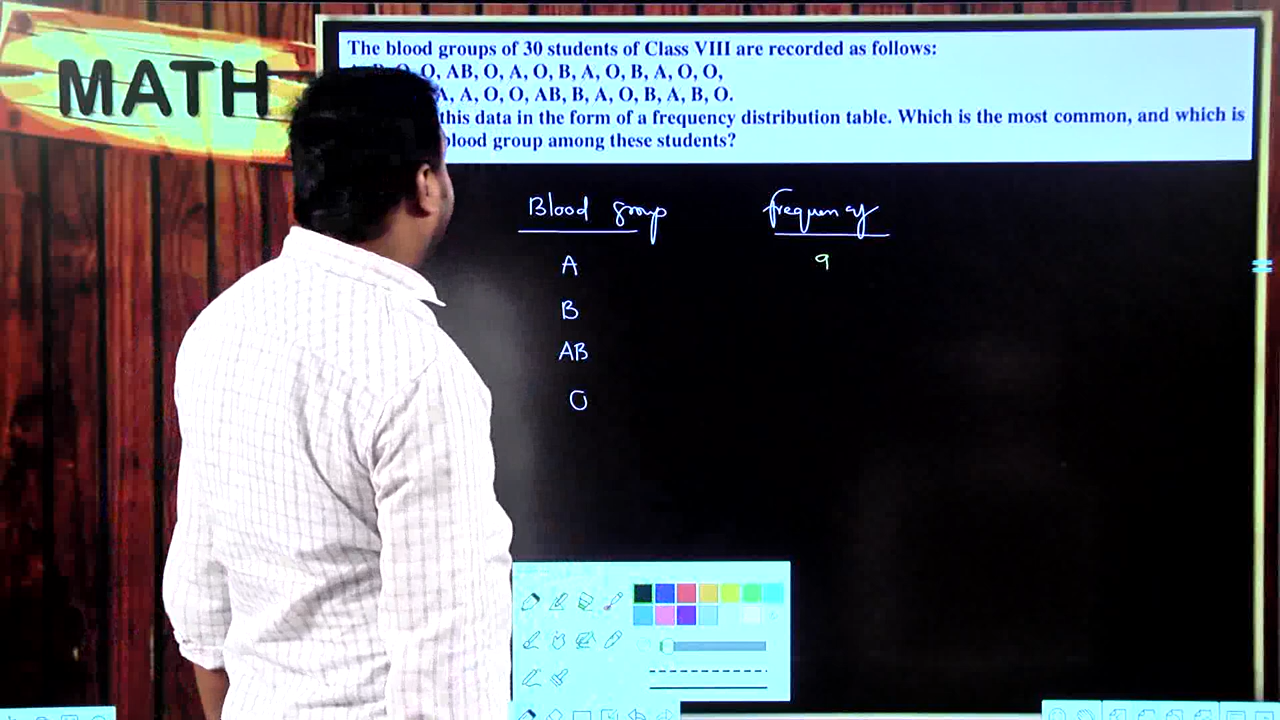 MATH
The blood groups of 30 students of Class VIII are recorded as follows:
O, AB, O, A, O, B, A, O, B, A, O, O,
A, A, O, O, AB, B, A, O, B, A, B, O.
this data in the form of a frequency distribution table. Which is the most common, and which is
blood group among these students?
Blood group frequency
A 9
B
AB
O